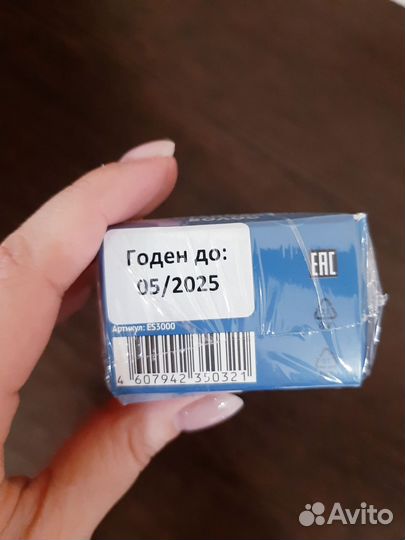 Годен до:
05/2025
EAC
Артикул: ES3000
4 607942 350321
Avito